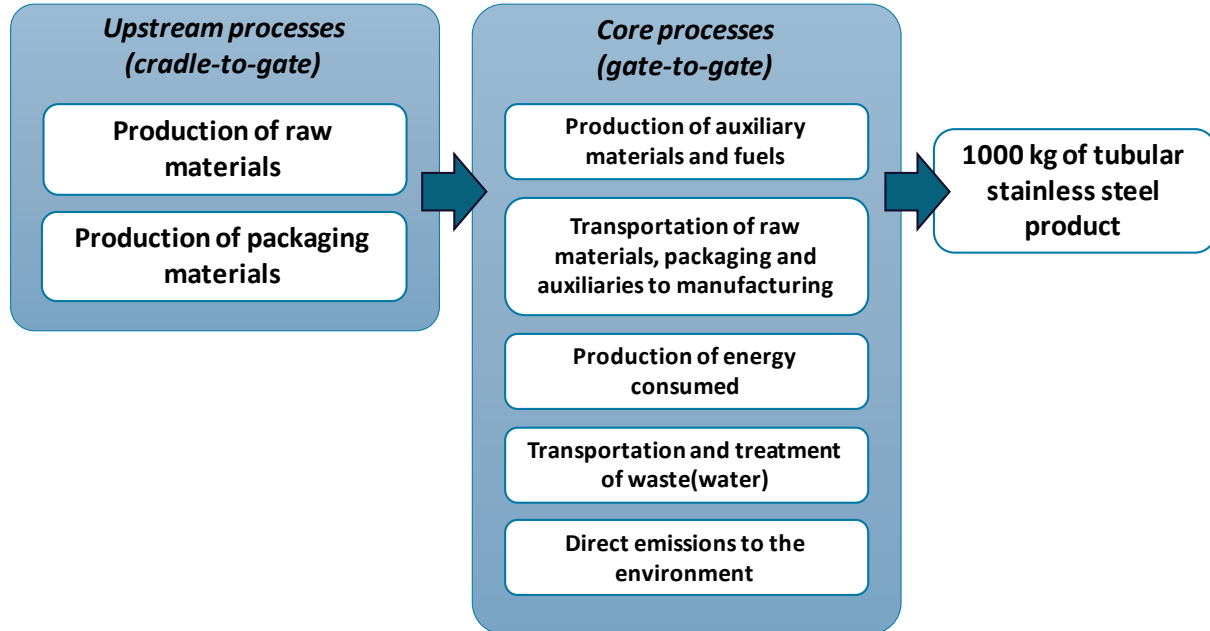 Upstream processes
(cradle-to-gate)
Production of raw
materials
Production of packaging
materials
Core processes
(gate-to-gate)
Production of auxiliary
materials and fuels
Transportation of raw
materials, packaging and
auxiliaries to manufacturing
Production of energy
consumed
Transportation and treatment
of waste(water)
Direct emissions to the
environment
1000 kg of tubular
stainless steel
product